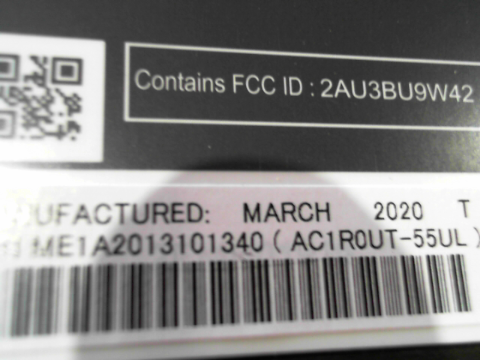 Contains FCC ID : 2AU3BU9W42
UFACTURED: MARCH 2020 T
ME1A2013101340 ( AC1R0UT-55UL )